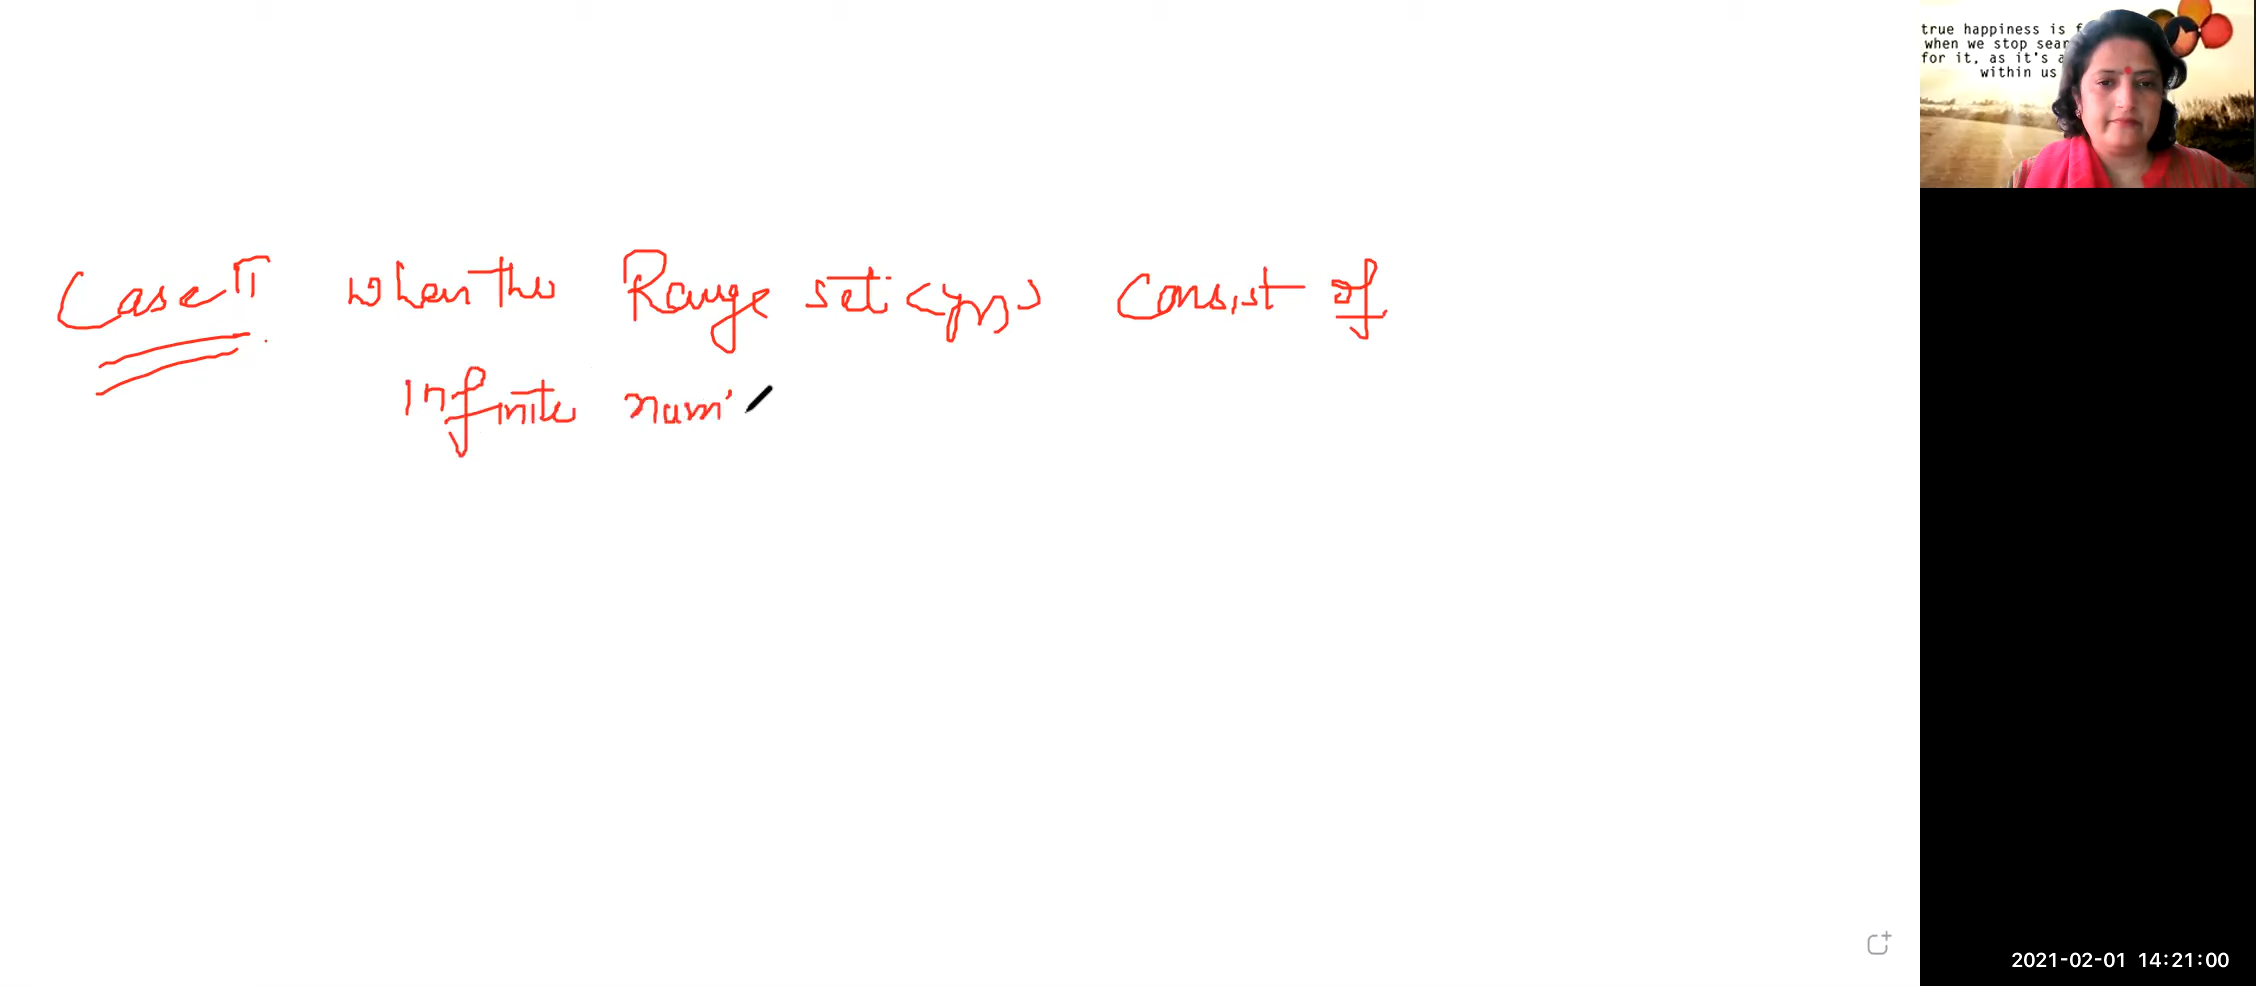 Case II when the Range set <yn> Consist of
Infinite num
true happiness is f
when we stop sear
for it, as it's a
within us
2021-02-01 14:21:00